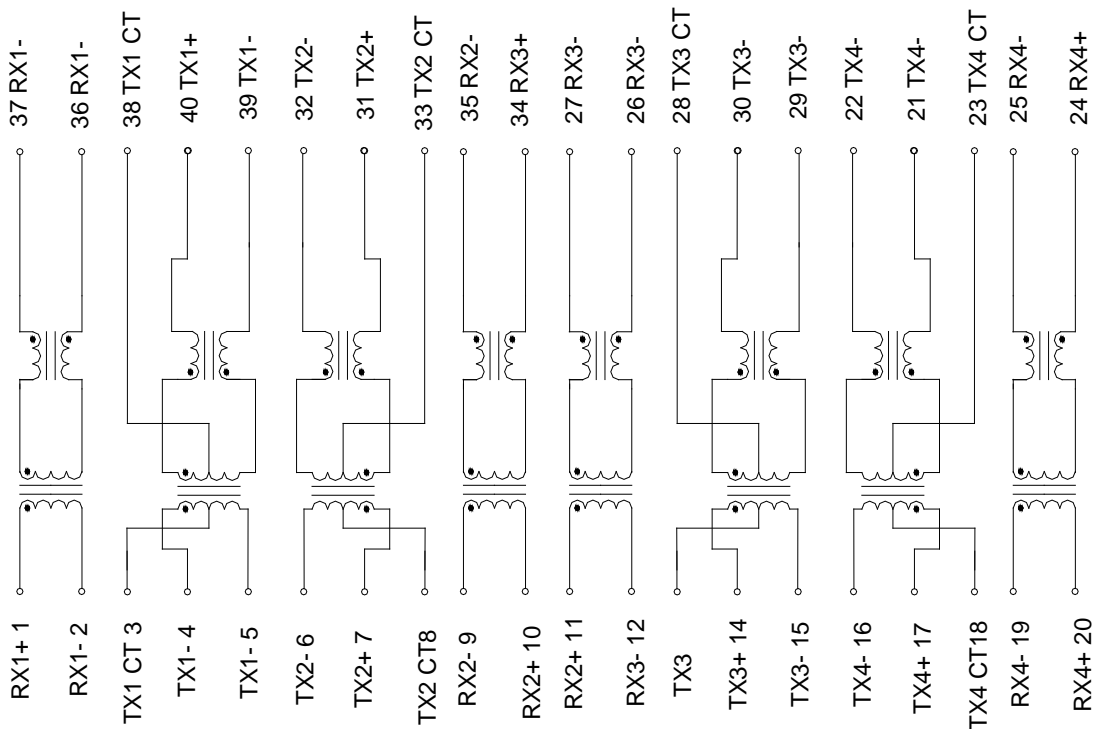 37 RX1-
36 RX1-
38 TX1 CT
40 TX1+
39 TX1-
32 TX2-
31 TX2+
33 TX2 CT
35 RX2-
34 RX3+
27 RX3-
26 RX3-
28 TX3 CT
30 TX3-
29 TX3-
22 TX4-
21 TX4-
23 TX4 CT
25 RX4-
24 RX4+
RX1+ 1
RX1- 2
TX1 CT 3
TX1- 4
TX1- 5
TX2- 6
TX2+ 7
TX2 CT8
RX2- 9
RX2+ 10
RX2+ 11
RX3- 12
TX3
TX3+ 14
TX3- 15
TX4- 16
TX4+ 17
TX4 CT18
RX4- 19
RX4+ 20